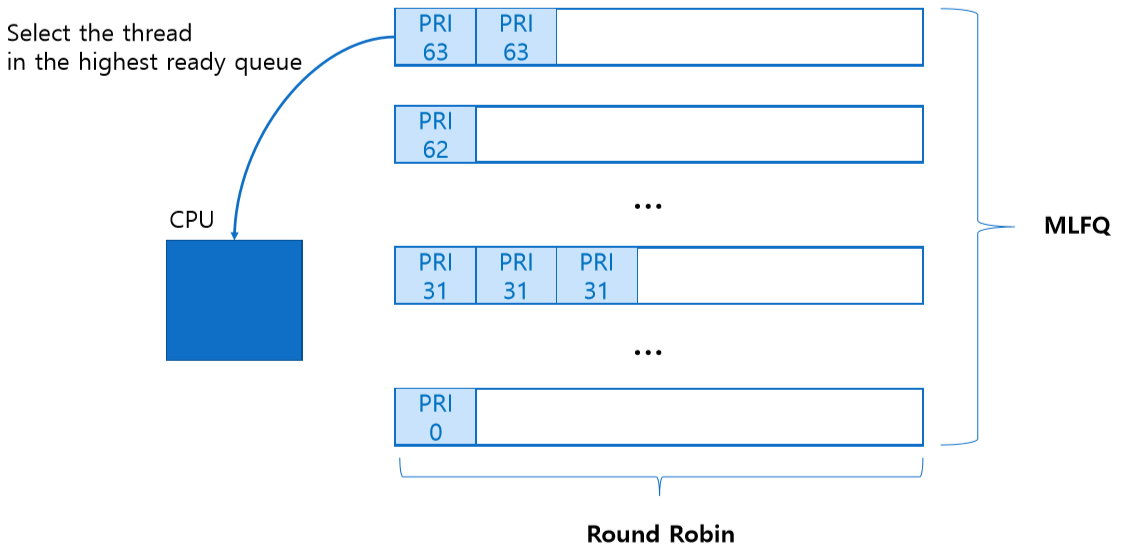 Select the thread
in the highest ready queue
PRI
63
PRI
63
PRI
62
...
CPU
MLFQ
PRI
31
PRI
31
PRI
31
...
PRI
0
Round Robin